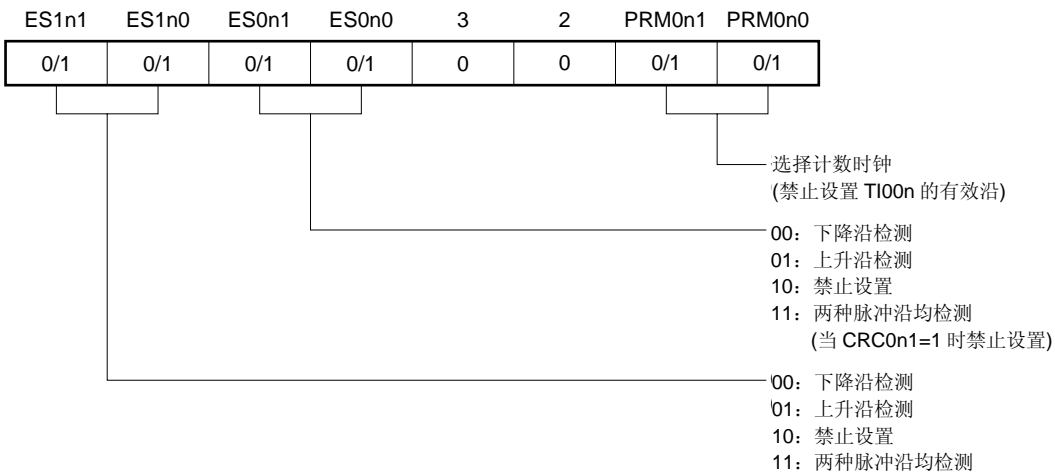 ES1n1 ES1n0 ES0n1 ES0n0 3 2 PRM0n1 PRM0n0
0/1 0/1 0/1 0/1 0 0 0/1 0/1
选择计数时钟
(禁止设置 TI00n 的有效沿)
00：下降沿检测
01：上升沿检测
10：禁止设置
11：两种脉冲沿均检测
(当 CRC0n1=1 时禁止设置)
00：下降沿检测
01：上升沿检测
10：禁止设置
11：两种脉冲沿均检测